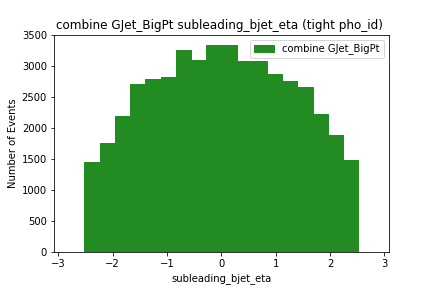 combine GJet_BigPt subleading_bjet_eta (tight pho_id)
combine GJet_BigPt
Number of Events
3500
3000
2500
2000
1500
1000
500
0
−3 −2 −1 0 1 2 3
subleading_bjet_eta